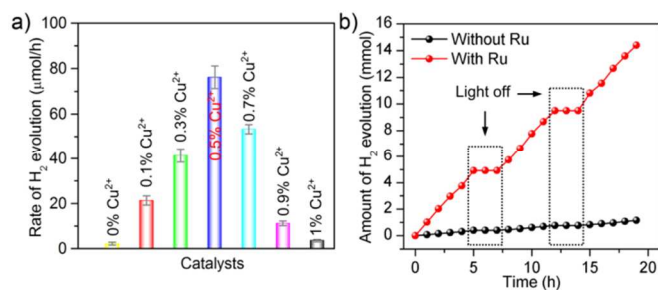 a)
Rate of H₂ evolution (μmol/h)
100
80
60
40
20
0
0% Cu²⁺
0.1% Cu²⁺
0.3% Cu²⁺
0.5% Cu²⁺
0.7% Cu²⁺
0.9% Cu²⁺
1% Cu²⁺
Catalysts
b)
Amount of H₂ evolution (mmol)
16
14
12
10
8
6
4
2
0
Without Ru
With Ru
Light off
0 5 10 15 20
Time (h)